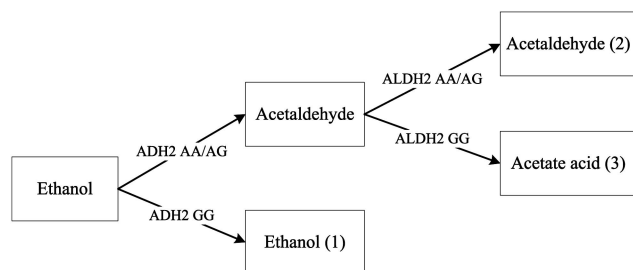 Acetaldehyde (2)
ALDH2 AA/AG
Acetaldehyde
ALDH2 GG
ADH2 AA/AG
Acetate acid (3)
Ethanol
ADH2 GG
Ethanol (1)